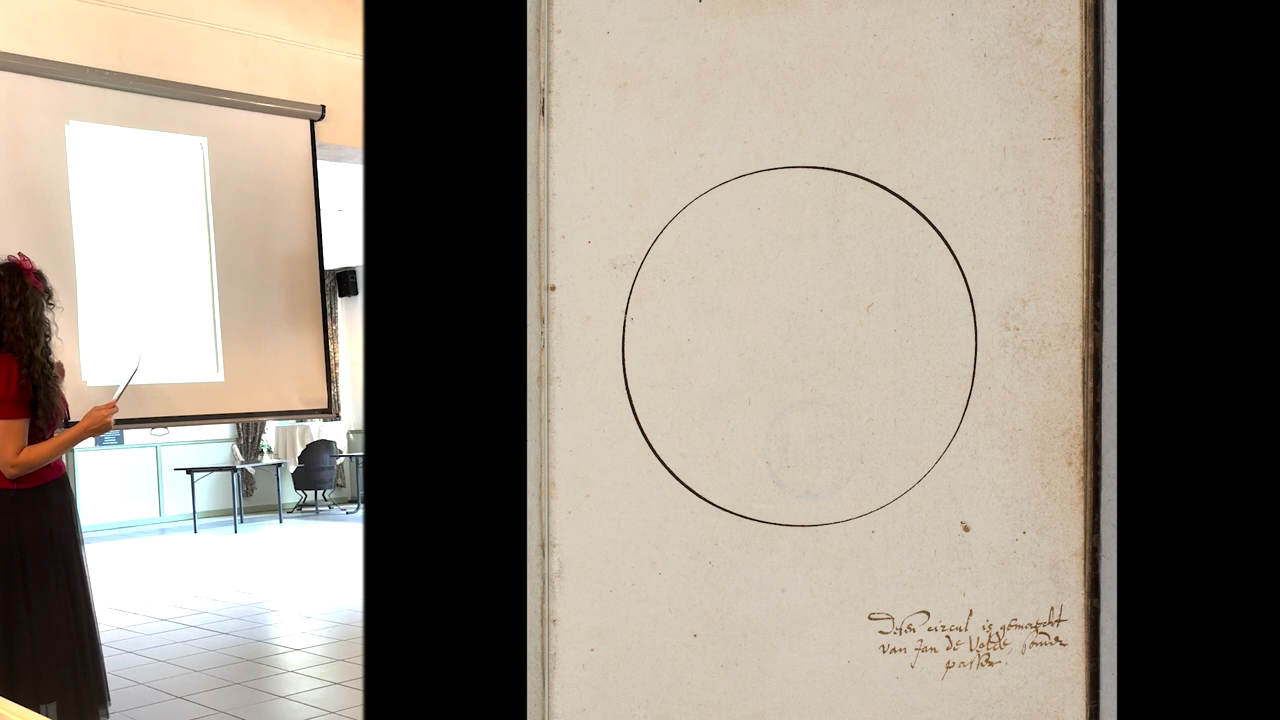 Desen circul is gemaeckt
van Jan de Velde, sonder
passer.